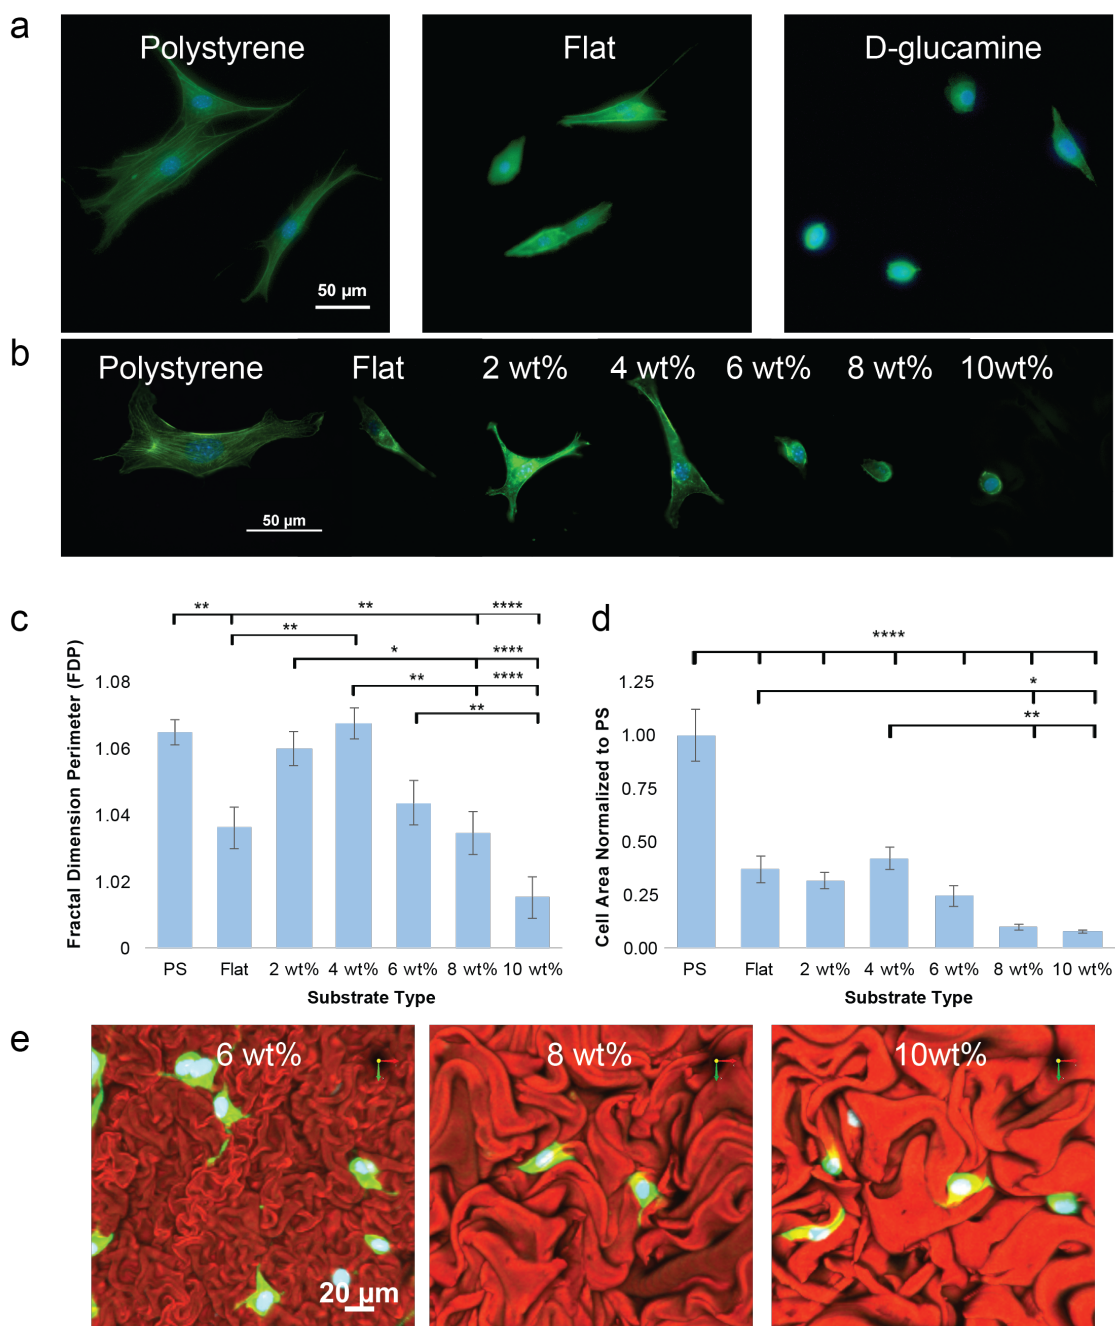 a
Polystyrene
Flat
D-glucamine
50 µm
b
Polystyrene
Flat
2 wt%
4 wt%
6 wt%
8 wt%
10wt%
50 µm
c
** ** ****
**
* ****
** ****
**
Fractal Dimension Perimeter (FDP)
1.08
1.06
1.04
1.02
0
PS Flat 2 wt% 4 wt% 6 wt% 8 wt% 10 wt%
Substrate Type
d
****
*
**
Cell Area Normalized to PS
1.25
1.00
0.75
0.50
0.25
0.00
PS Flat 2 wt% 4 wt% 6 wt% 8 wt% 10 wt%
Substrate Type
e
6 wt%
20 µm
8 wt%
10wt%